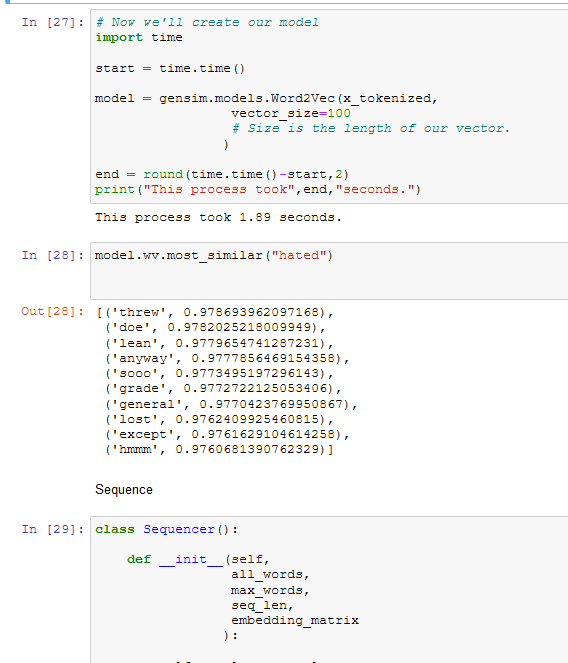 In [27]: # Now we'll create our model
import time
start = time.time()
model = gensim.models.Word2Vec(x_tokenized,
vector_size=100
# Size is the length of our vector.
)
end = round(time.time()-start,2)
print("This process took",end,"seconds.")
This process took 1.89 seconds.
In [28]: model.wv.most_similar("hated")
Out[28]: [('threw', 0.978693962097168),
('doe', 0.9782025218009949),
('lean', 0.9779654741287231),
('anyway', 0.9777856469154358),
('sooo', 0.9773495197296143),
('grade', 0.9772722125053406),
('general', 0.9770423769950867),
('lost', 0.9762409925460815),
('except', 0.9761629104614258),
('hmmm', 0.9760681390762329)]
Sequence
In [29]: class Sequencer():
def __init__(self,
all_words,
max_words,
seq_len,
embedding_matrix
):